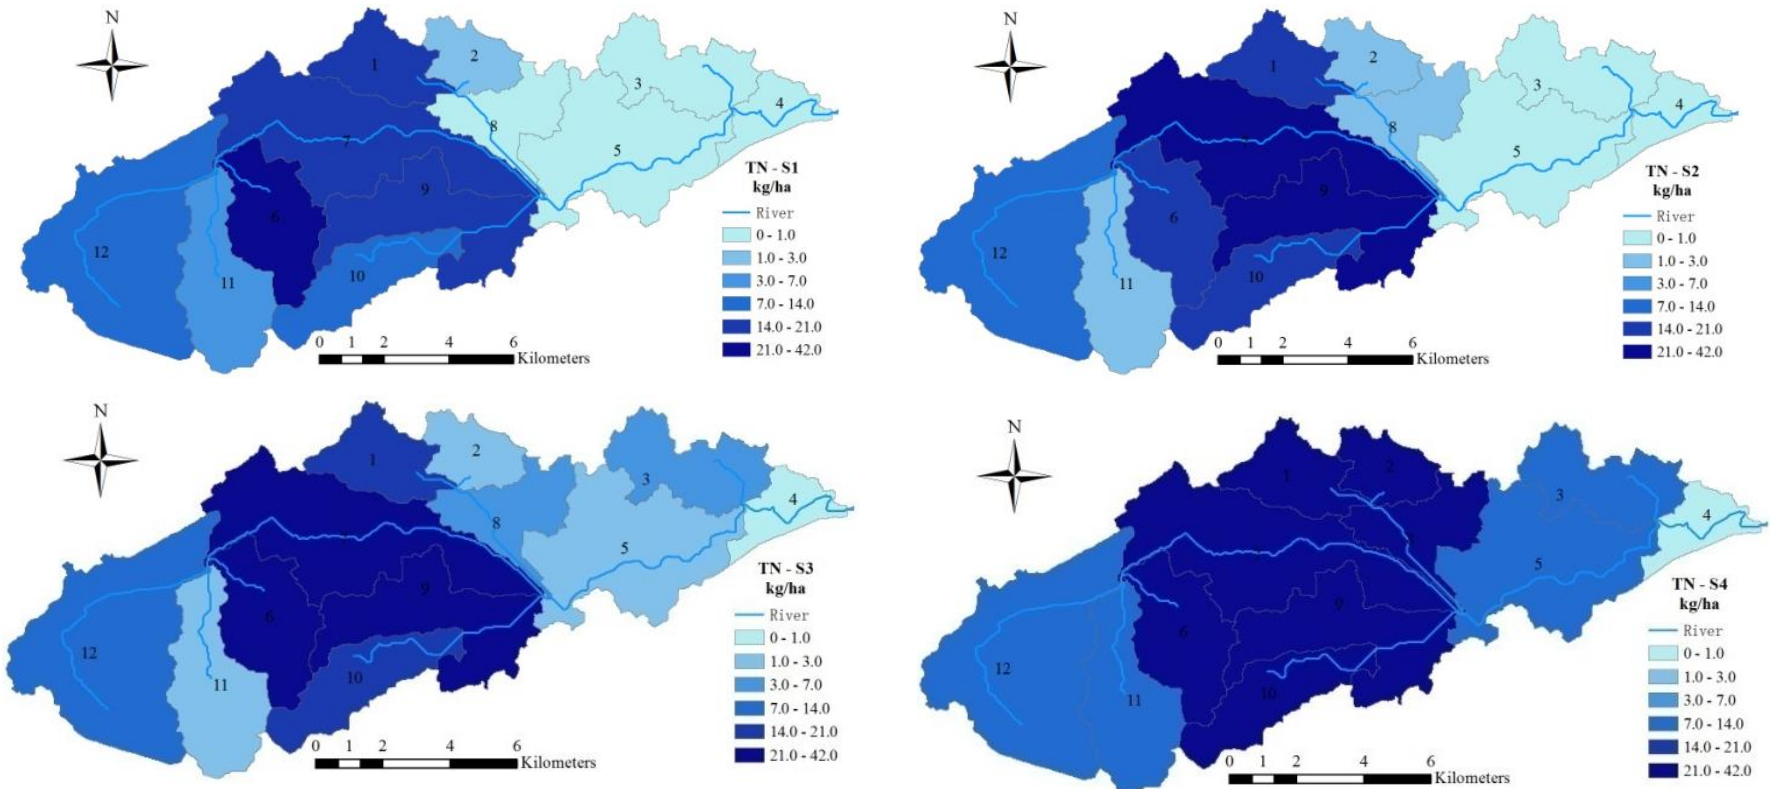 N
1
2
3
4
5
6
7
8
9
10
11
12
TN - S1
kg/ha
River
0 - 1.0
1.0 - 3.0
3.0 - 7.0
7.0 - 14.0
14.0 - 21.0
21.0 - 42.0
0 1 2 4 6
Kilometers
N
1
2
3
4
5
6
8
9
10
11
12
TN - S2
kg/ha
River
0 - 1.0
1.0 - 3.0
3.0 - 7.0
7.0 - 14.0
14.0 - 21.0
21.0 - 42.0
0 1 2 4 6
Kilometers
N
1
2
3
4
5
6
8
9
10
11
12
TN - S3
kg/ha
River
0 - 1.0
1.0 - 3.0
3.0 - 7.0
7.0 - 14.0
14.0 - 21.0
21.0 - 42.0
0 1 2 4 6
Kilometers
N
1
2
3
4
5
6
9
10
11
12
TN - S4
kg/ha
River
0 - 1.0
1.0 - 3.0
3.0 - 7.0
7.0 - 14.0
14.0 - 21.0
21.0 - 42.0
0 1 2 4 6
Kilometers